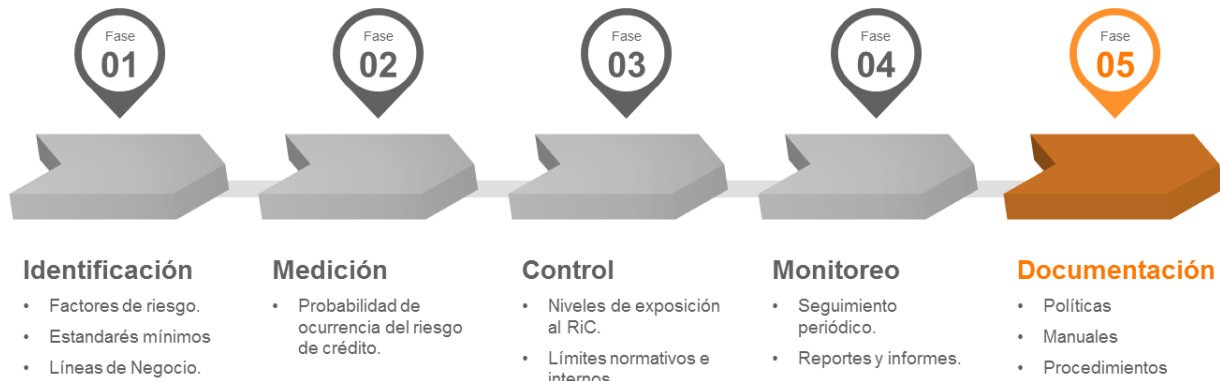 Fase
01
Fase
02
Fase
03
Fase
04
Fase
05
Identificación
• Factores de riesgo.
• Estandarés mínimos
• Líneas de Negocio.
Medición
• Probabilidad de
ocurrencia del riesgo
de crédito.
Control
• Niveles de exposición
al RiC.
• Límites normativos e
internos
Monitoreo
• Seguimiento
periódico.
• Reportes y informes.
Documentación
• Políticas
• Manuales
• Procedimientos